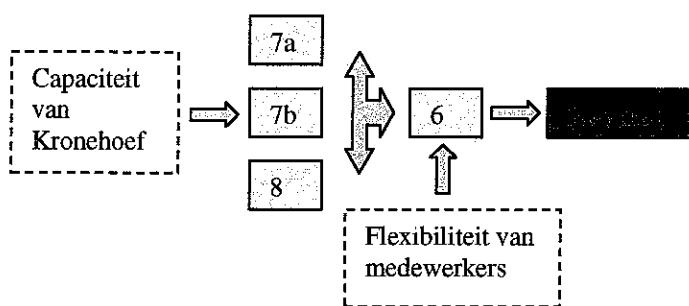 7a
Capaciteit
van
Kronehoef
7b
6
8
Flexibiliteit van
medewerkers